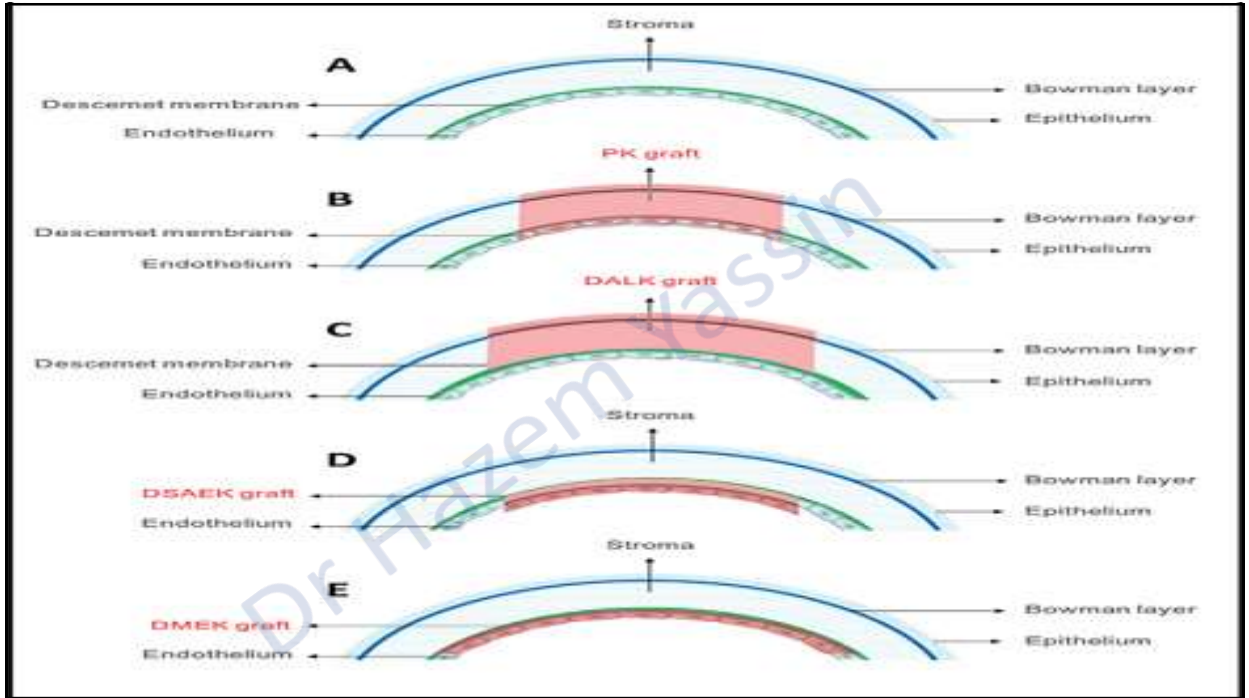 Stroma
A
Bowman layer
Descemet membrane
Epithelium
Endothelium
PK graft
B
Bowman layer
Descemet membrane
Epithelium
Endothelium
DALK graft
C
Bowman layer
Descemet membrane
Epithelium
Endothelium
Stroma
D
Bowman layer
DSAEK graft
Epithelium
Endothelium
Stroma
E
Bowman layer
DMEK graft
Epithelium
Endothelium
Dr Hazem Yassin